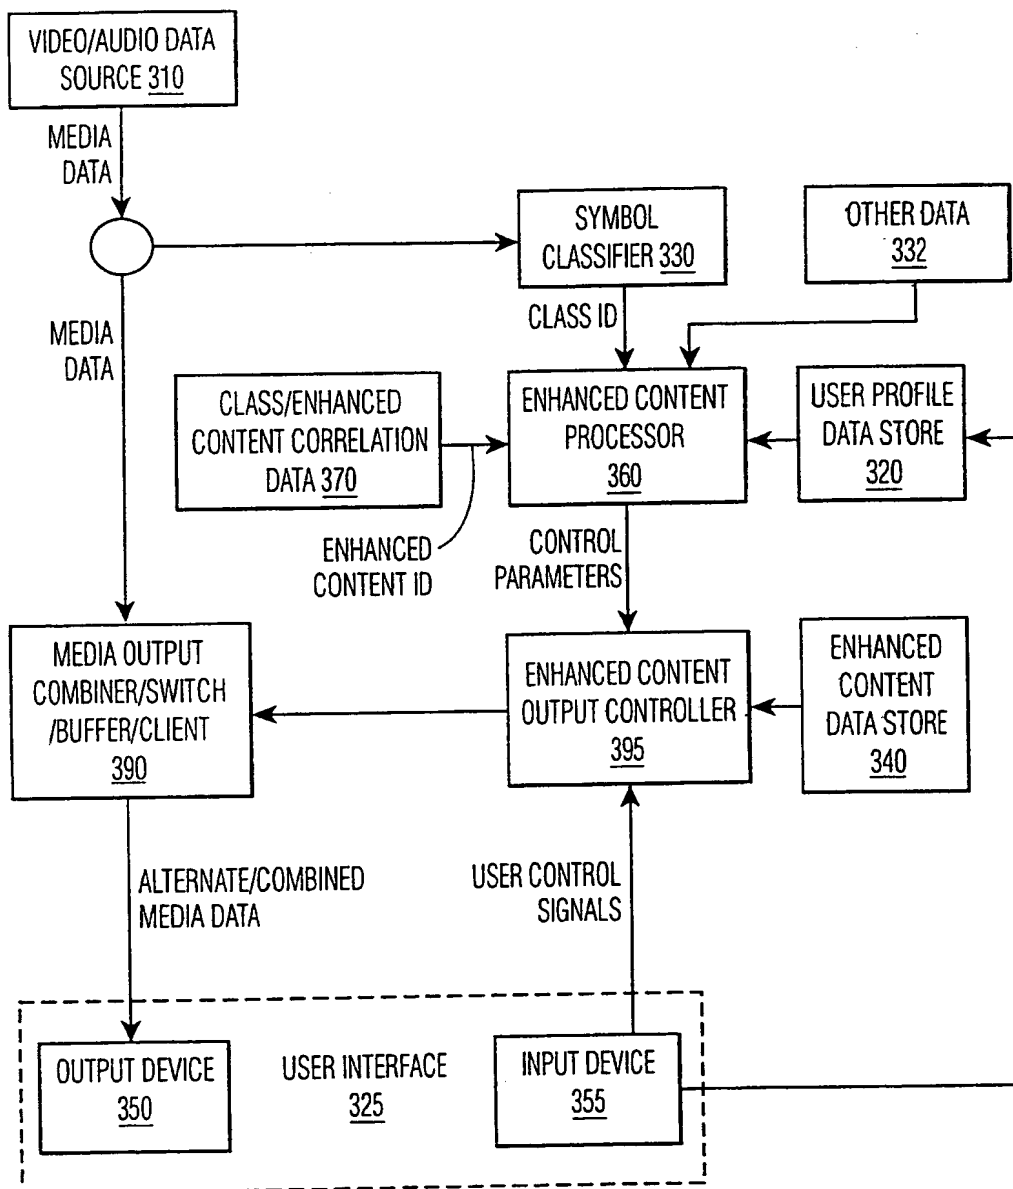 VIDEO/AUDIO DATA
SOURCE 310
MEDIA
DATA
SYMBOL
CLASSIFIER 330
OTHER DATA
332
CLASS ID
MEDIA
DATA
CLASS/ENHANCED
CONTENT CORRELATION
DATA 370
ENHANCED CONTENT
PROCESSOR
360
USER PROFILE
DATA STORE
320
ENHANCED
CONTENT ID
CONTROL
PARAMETERS
MEDIA OUTPUT
COMBINER/SWITCH
/BUFFER/CLIENT
390
ENHANCED CONTENT
OUTPUT CONTROLLER
395
ENHANCED
CONTENT
DATA STORE
340
ALTERNATE/COMBINED
MEDIA DATA
USER CONTROL
SIGNALS
OUTPUT DEVICE
350
USER INTERFACE
325
INPUT DEVICE
355